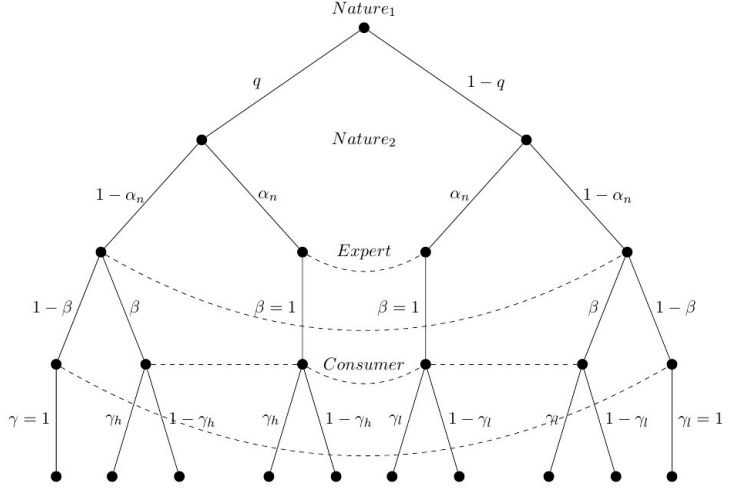 Nature₁
q 1 − q
Nature₂
1 − αₙ αₙ αₙ 1 − αₙ
Expert
1 − β β β = 1 β = 1 β 1 − β
Consumer
γ = 1 γₕ 1 − γₕ γₕ 1 − γₕ γₗ 1 − γₗ γₗ 1 − γₗ γₗ = 1